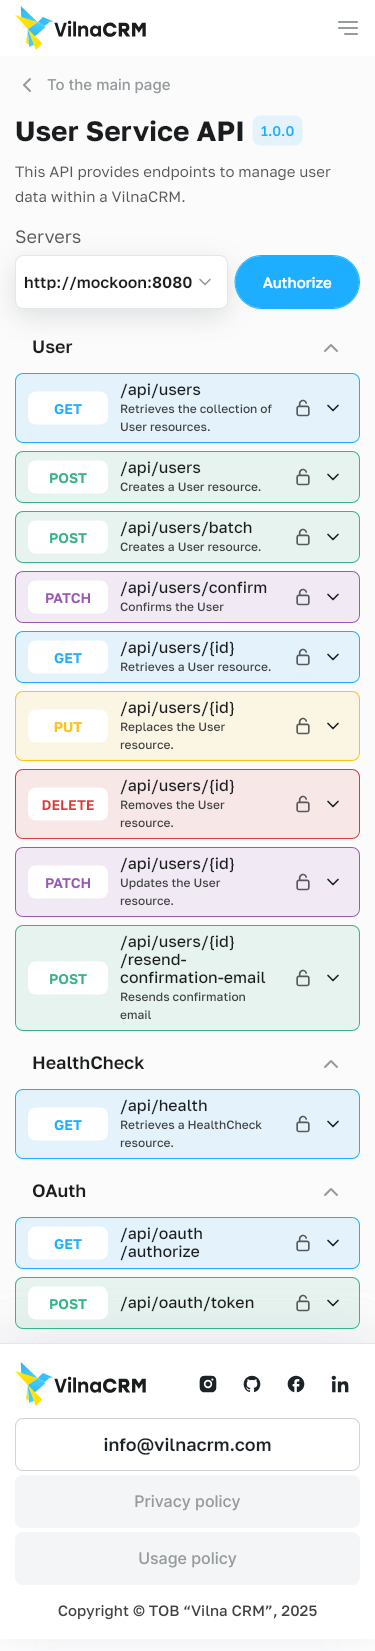 VilnaCRM
To the main page
User Service API 1.0.0
This API provides endpoints to manage user
data within a VilnaCRM.
Servers
http://mockoon:8080 Authorize
User
GET
/api/users
Retrieves the collection of
User resources.
POST
/api/users
Creates a User resource.
POST
/api/users/batch
Creates a User resource.
PATCH
/api/users/confirm
Confirms the User
GET
/api/users/{id}
Retrieves a User resource.
PUT
/api/users/{id}
Replaces the User
resource.
DELETE
/api/users/{id}
Removes the User
resource.
PATCH
/api/users/{id}
Updates the User
resource.
POST
/api/users/{id}
/resend-
confirmation-email
Resends confirmation
email
HealthCheck
GET
/api/health
Retrieves a HealthCheck
resource.
OAuth
GET
/api/oauth
/authorize
POST
/api/oauth/token
VilnaCRM
info@vilnacrm.com
Privacy policy
Usage policy
Copyright © ТОВ “Vilna CRM”, 2025